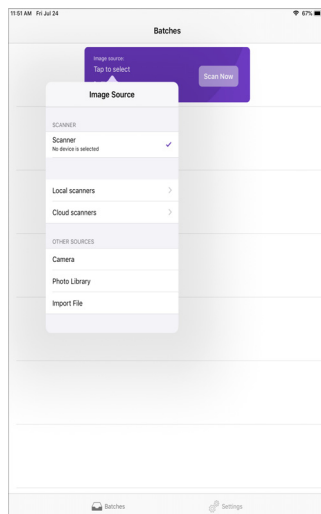 11:51 AM Fri Jul 24
67%
Batches
Image source
Tap to select
Scan Now
Image Source
SCANNER
Scanner
No device is selected
Local scanners
Cloud scanners
OTHER SOURCES
Camera
Photo Library
Import File
Batches
Settings